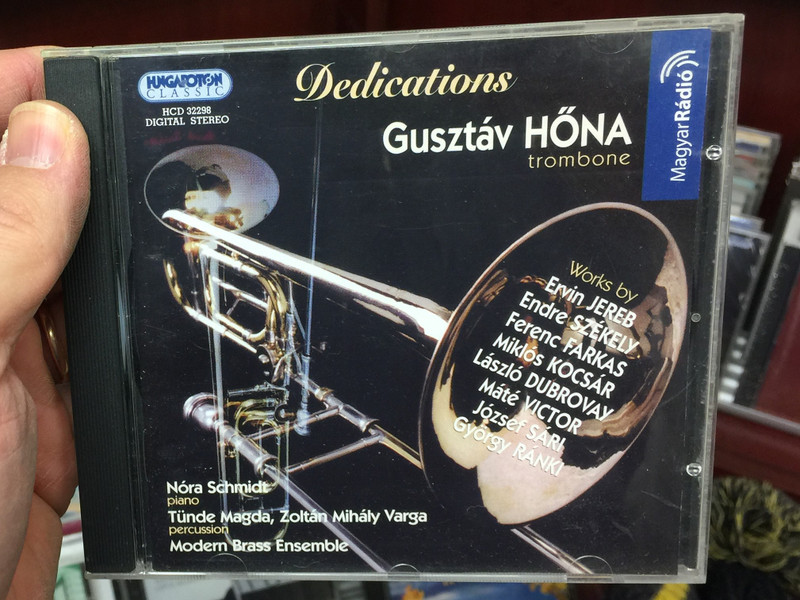 HUNGAROTON
CLASSIC
HCD 32298
DIGITAL STEREO
Dedications
Gusztáv HŐNA
trombone
MagyarRádió
Works by
Ervin JEREB
Endre SZÉKELY
Ferenc FARKAS
Miklós KOCSÁR
László DUBROVAY
Máté VICTOR
József SÁRI
György RÁNKI
Nóra Schmidt
piano
Tünde Magda, Zoltán Mihály Varga
percussion
Modern Brass Ensemble